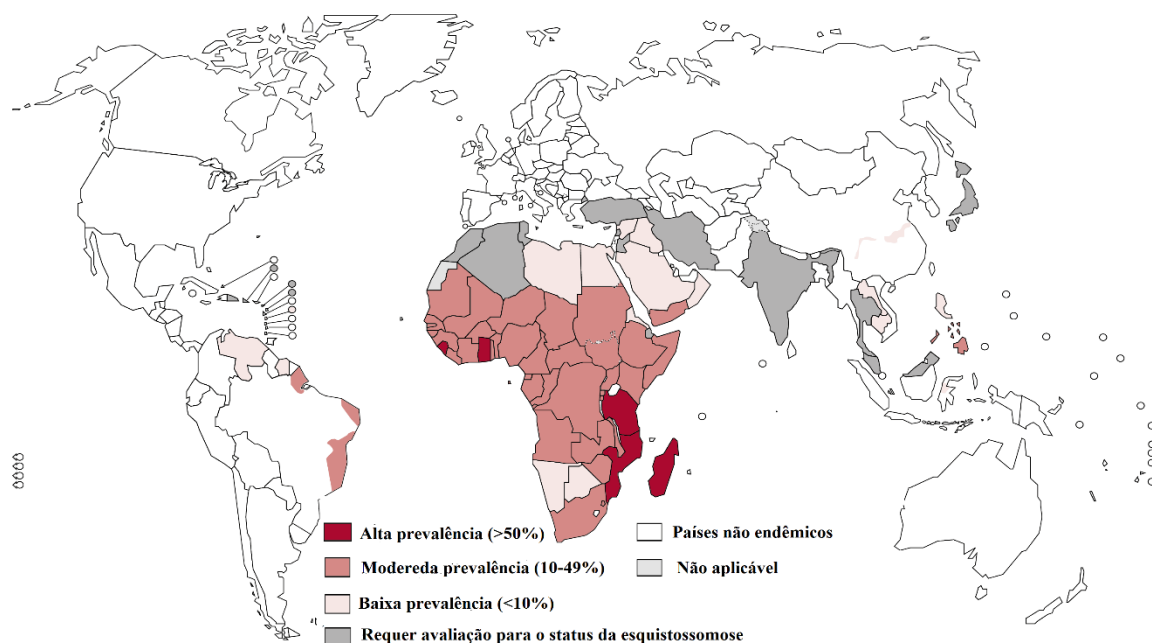 Alta prevalência (>50%)
Modereda prevalência (10-49%)
Baixa prevalência (<10%)
Requer avaliação para o status da esquistossomose
Países não endêmicos
Não aplicável